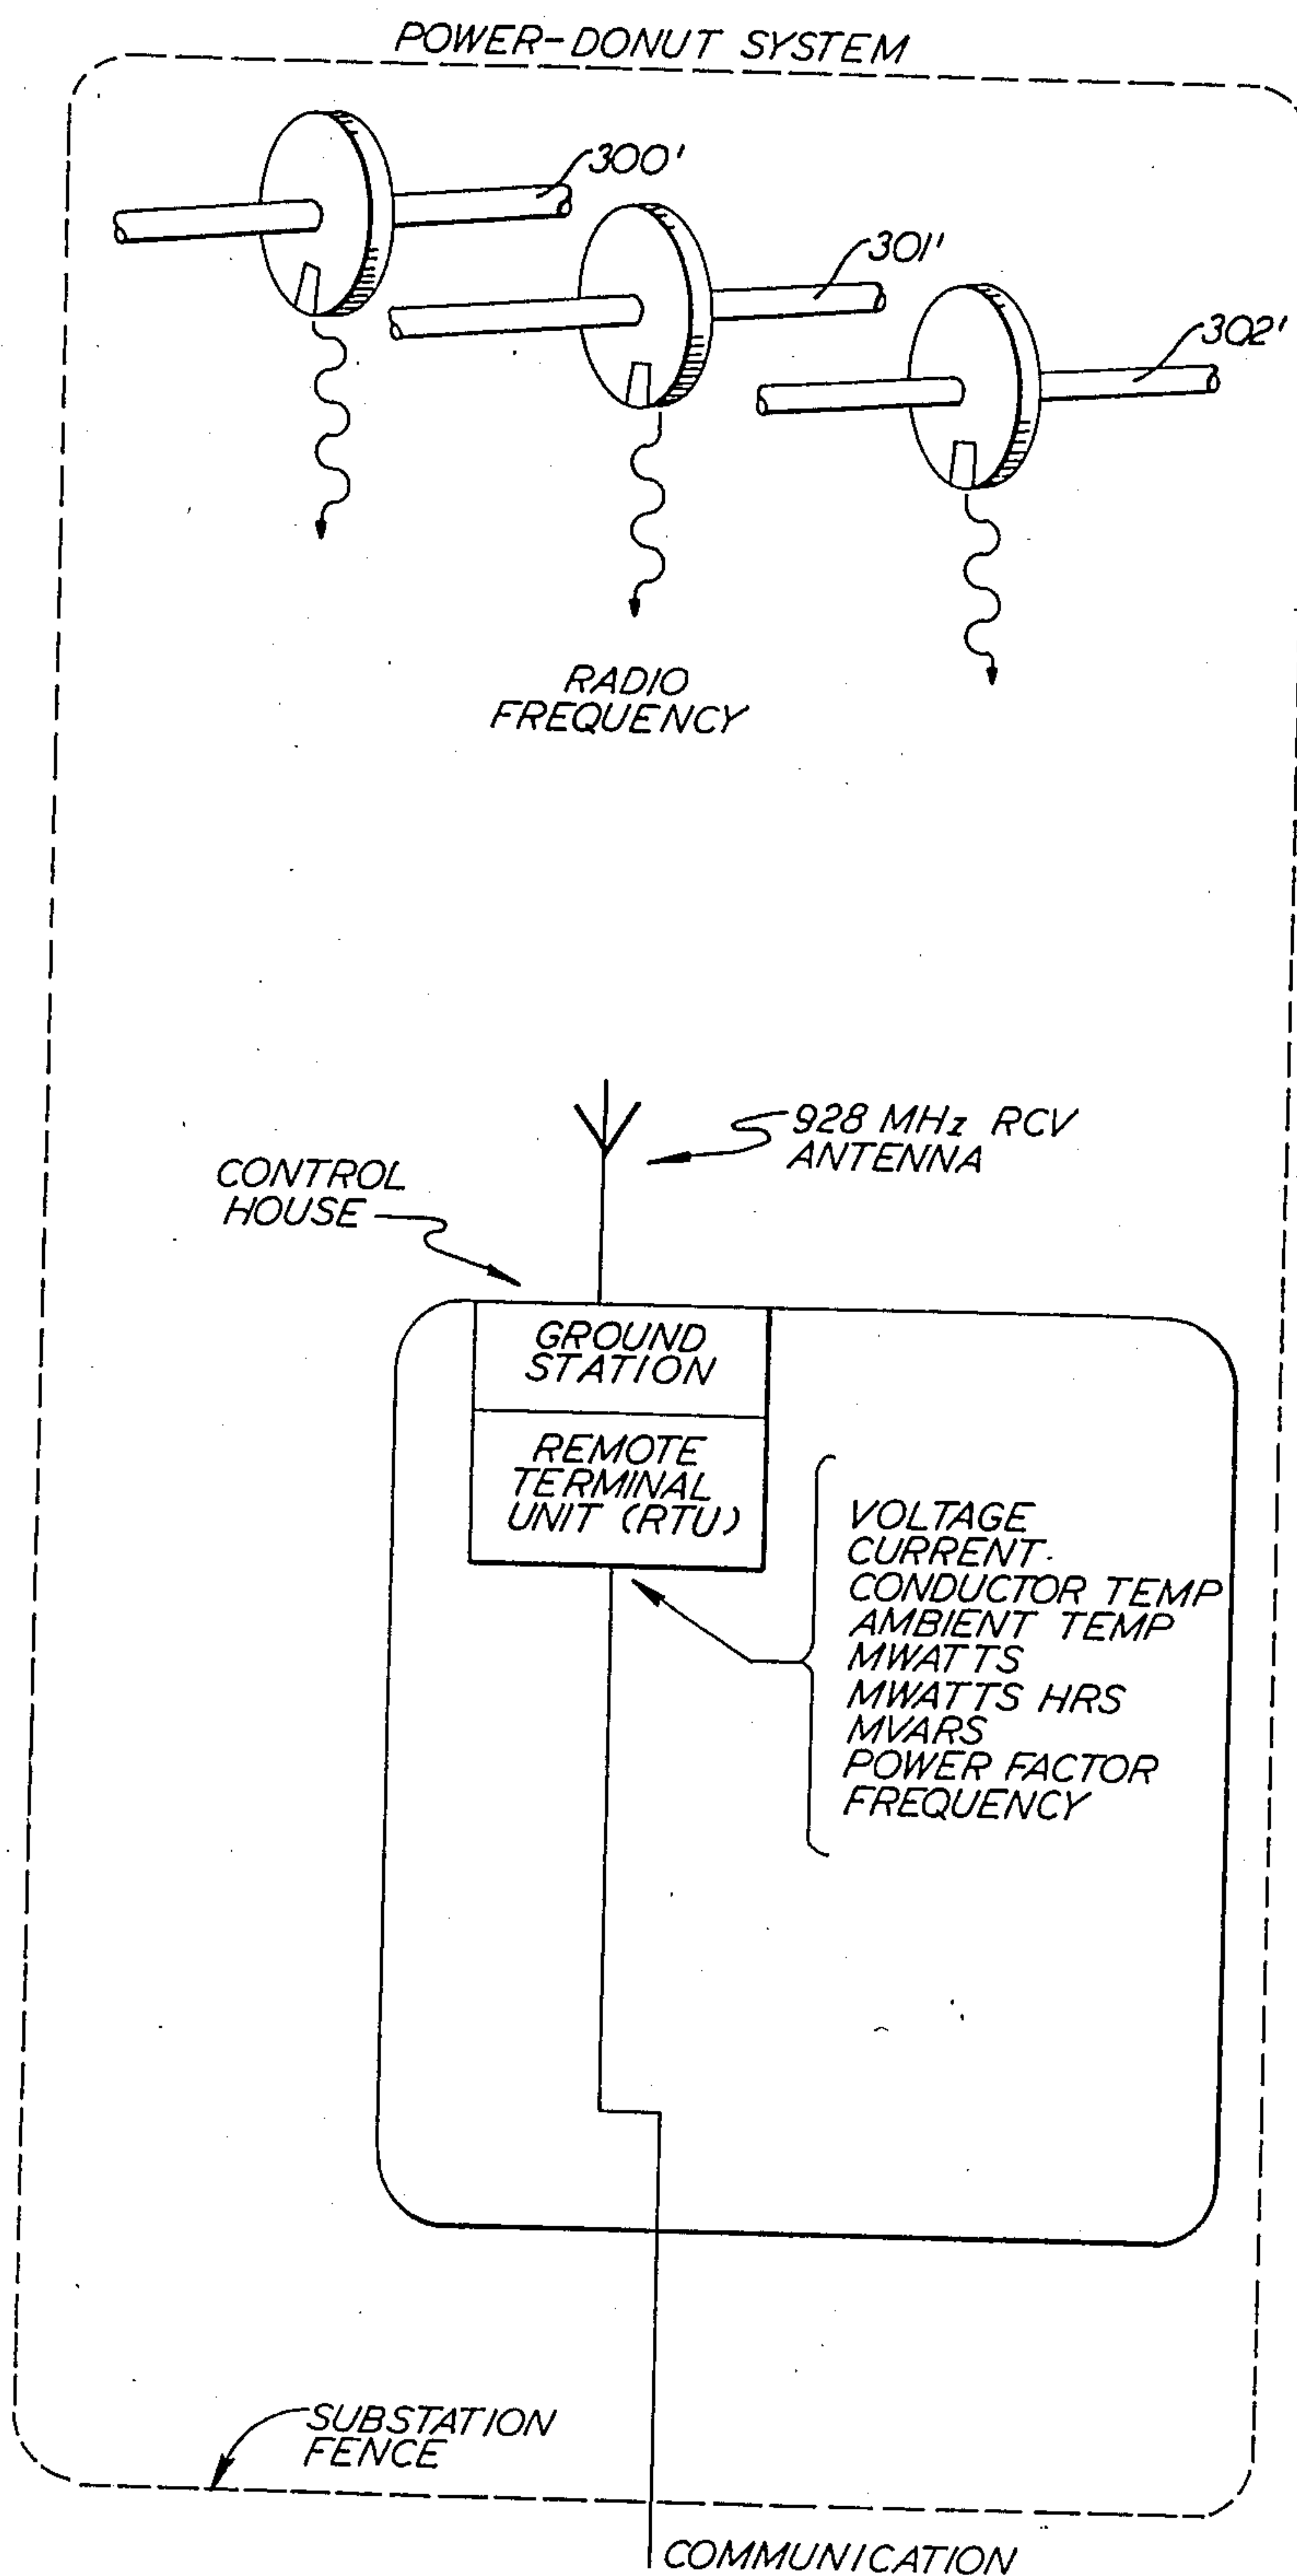 POWER-DONUT SYSTEM
300'
301'
302'
RADIO
FREQUENCY
928 MHz RCV
ANTENNA
CONTROL
HOUSE
GROUND
STATION
REMOTE
TERMINAL
UNIT (RTU)
VOLTAGE
CURRENT
CONDUCTOR TEMP
AMBIENT TEMP
MWATTS
MWATTS HRS
MVARS
POWER FACTOR
FREQUENCY
SUBSTATION
FENCE
COMMUNICATION